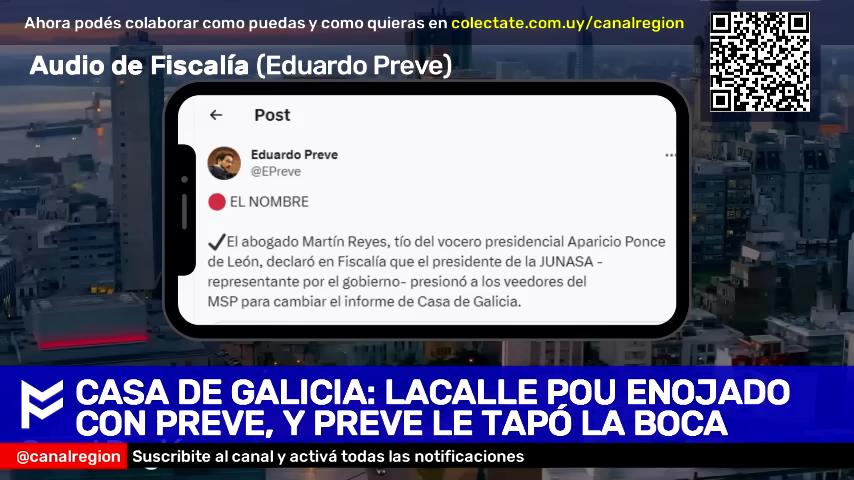 Ahora podés colaborar como puedas y como quieras en colectate.com.uy/canalregion
Audio de Fiscalía (Eduardo Preve)
Post
Eduardo Preve
@EPreve
EL NOMBRE
El abogado Martín Reyes, tío del vocero presidencial Aparicio Ponce
de León, declaró en Fiscalía que el presidente de la JUNASA -
representante por el gobierno- presionó a los veedores del
MSP para cambiar el informe de Casa de Galicia.
CASA DE GALICIA: LACALLE POU ENOJADO
CON PREVE, Y PREVE LE TAPÓ LA BOCA
@canalregion Suscribite al canal y activá todas las notificaciones